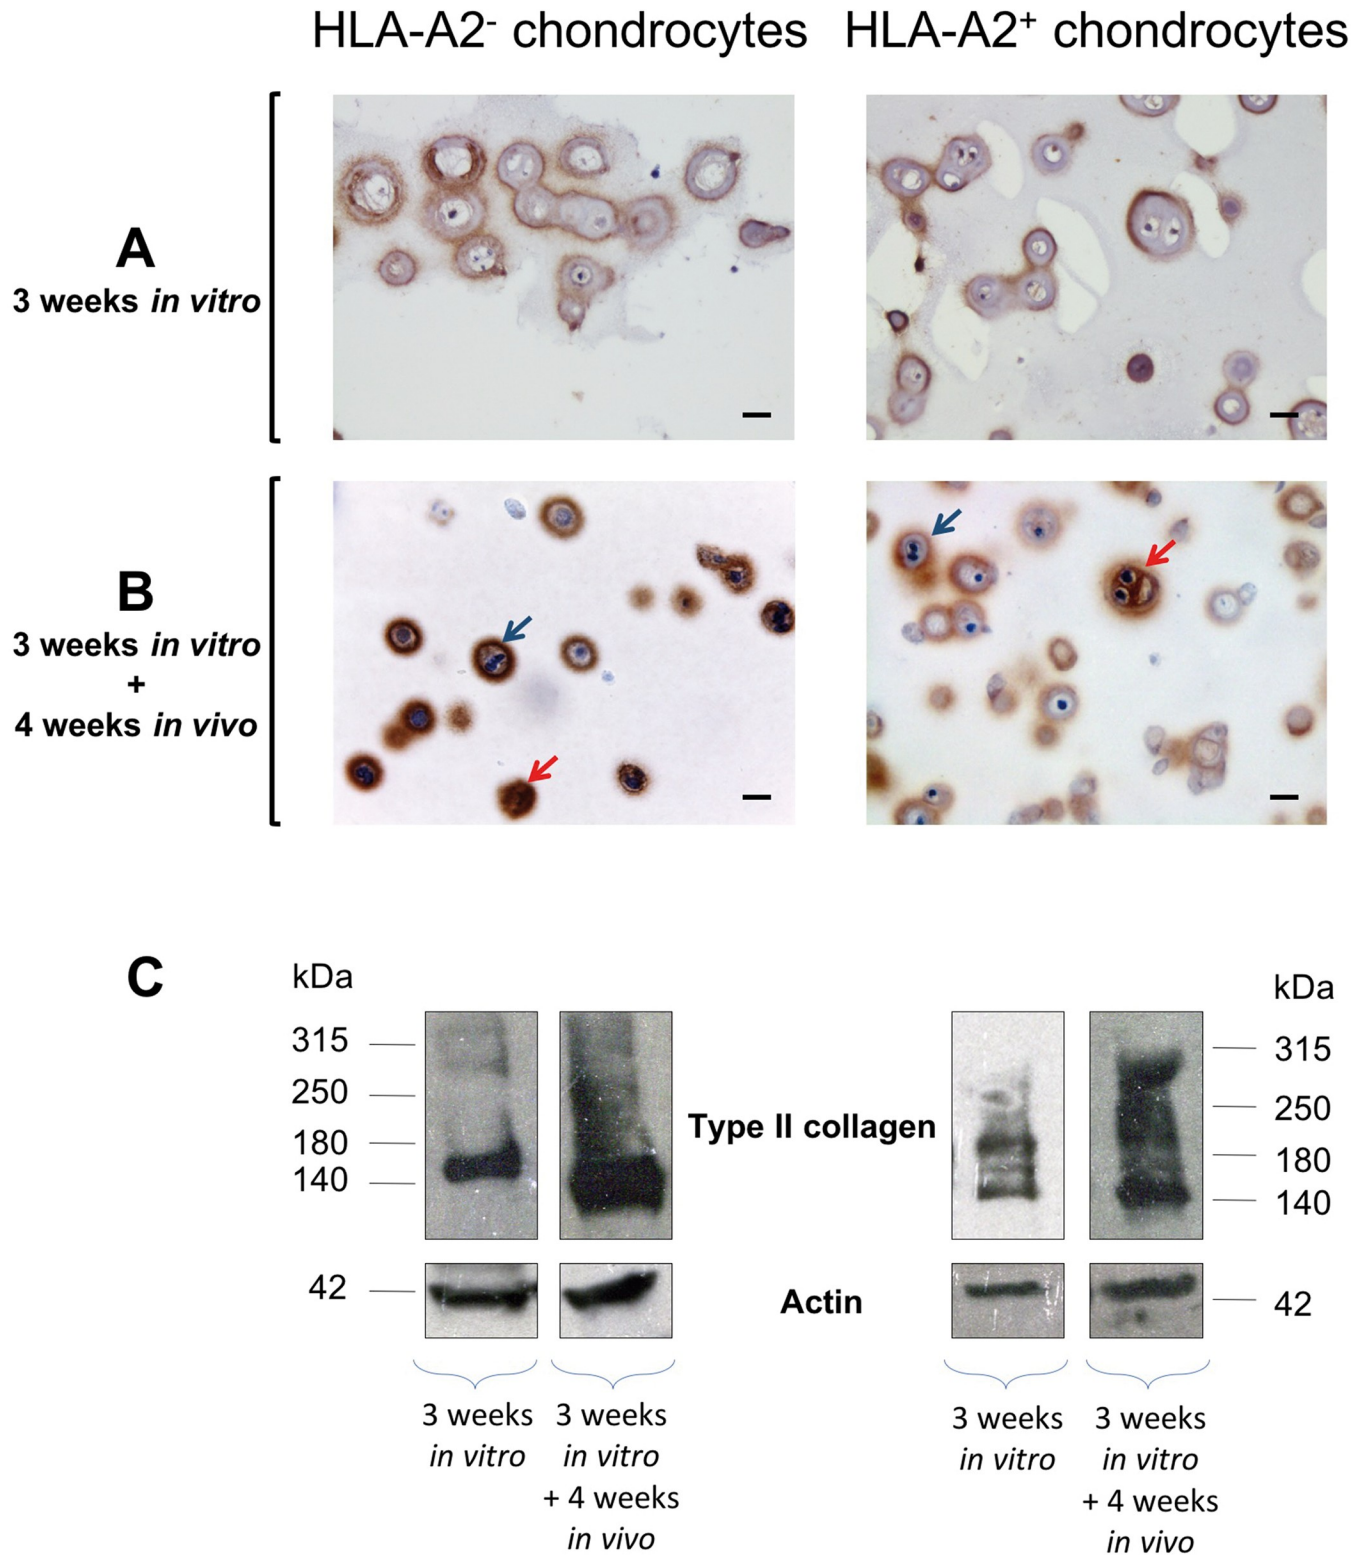 HLA-A2⁻ chondrocytes HLA-A2⁺ chondrocytes
A
3 weeks in vitro
B
3 weeks in vitro
+
4 weeks in vivo
C
kDa
315
250
180
140
42
Type II collagen
Actin
kDa
315
250
180
140
42
3 weeks
in vitro
3 weeks
in vitro
+ 4 weeks
in vivo
3 weeks
in vitro
3 weeks
in vitro
+ 4 weeks
in vivo